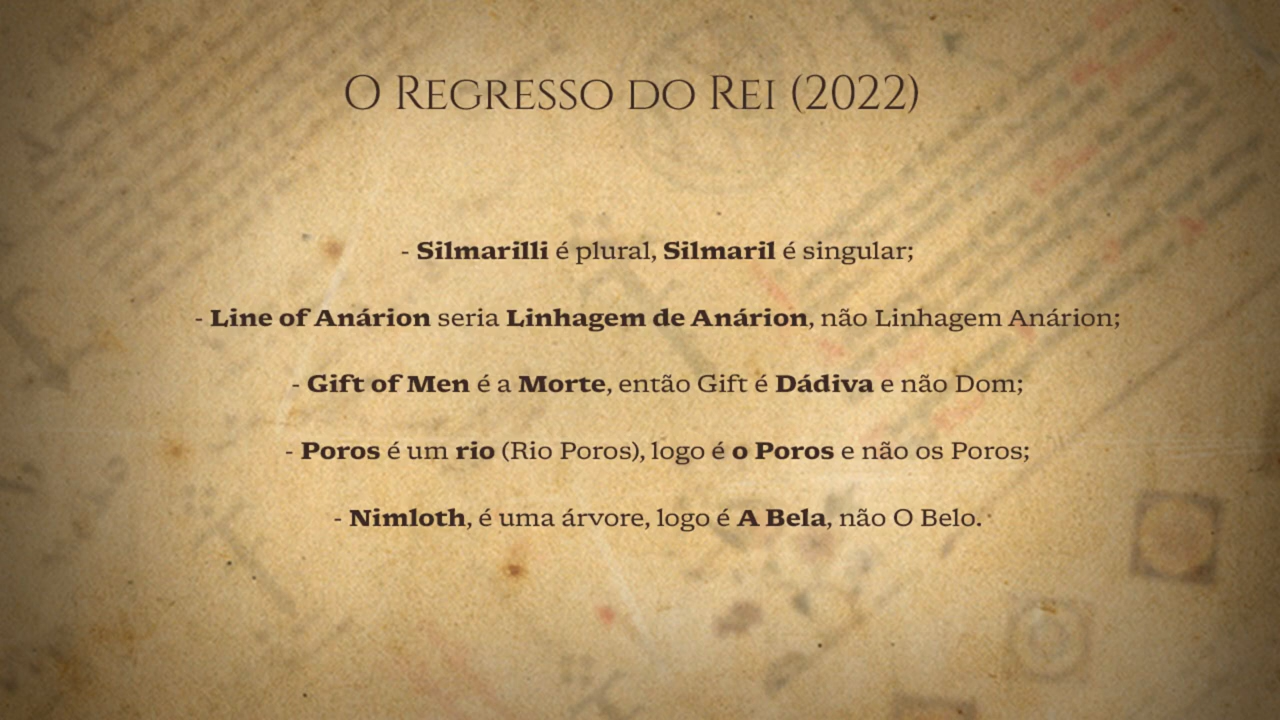 O Regresso do Rei (2022)
- Silmarilli é plural, Silmaril é singular;
- Line of Anárion seria Linhagem de Anárion, não Linhagem Anárion;
- Gift of Men é a Morte, então Gift é Dádiva e não Dom;
- Poros é um rio (Rio Poros), logo é o Poros e não os Poros;
- Nimloth, é uma árvore, logo é A Bela, não O Belo.